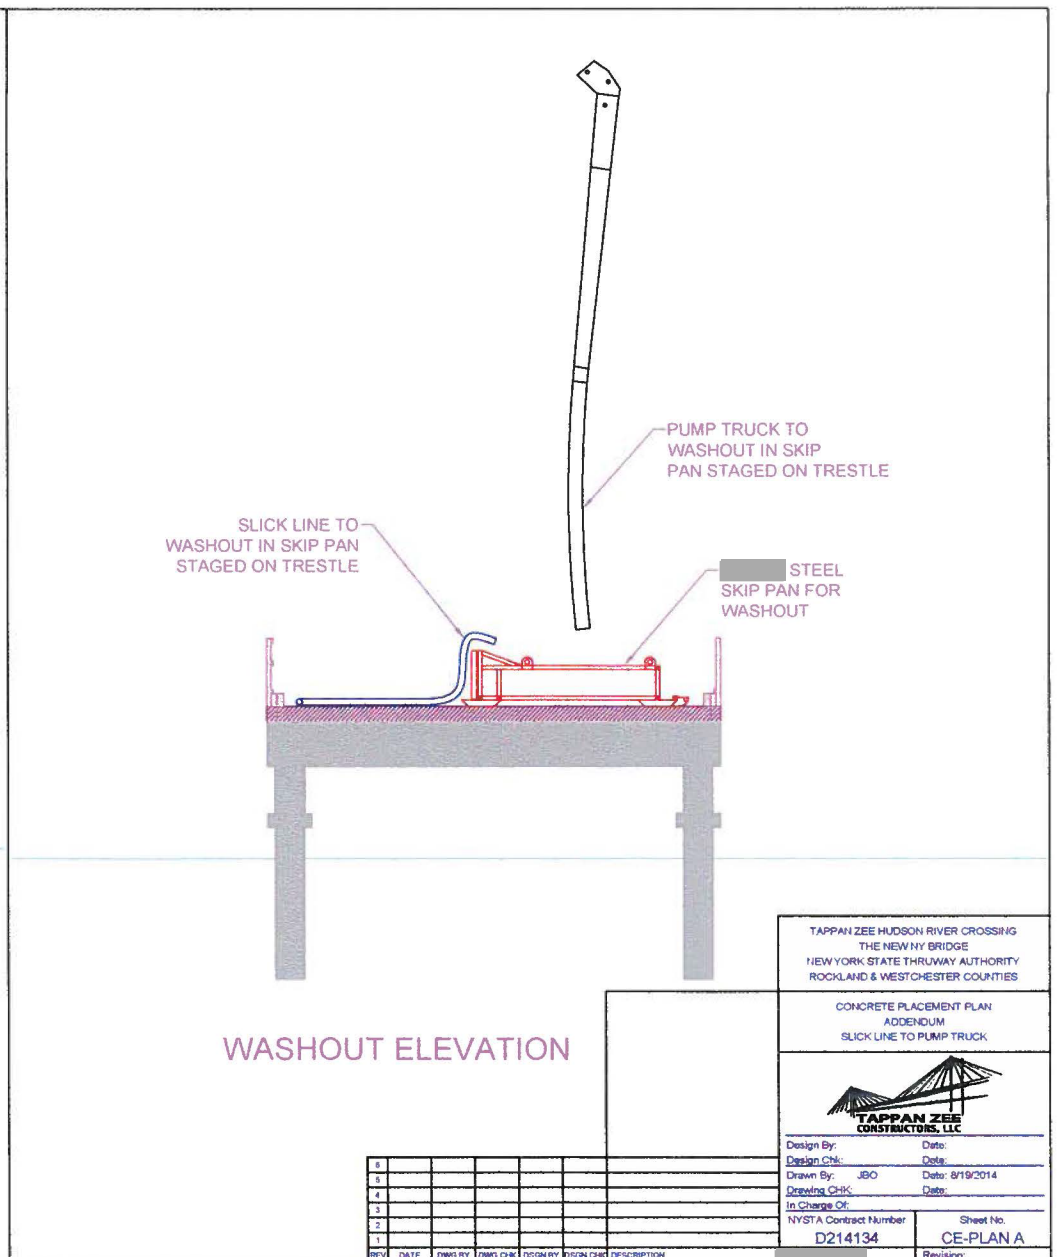 PUMP TRUCK TO
WASHOUT IN SKIP
PAN STAGED ON TRESTLE
SLICK LINE TO
WASHOUT IN SKIP PAN
STAGED ON TRESTLE
STEEL
SKIP PAN FOR
WASHOUT
WASHOUT ELEVATION
TAPPAN ZEE HUDSON RIVER CROSSING
THE NEW NY BRIDGE
NEW YORK STATE THRUWAY AUTHORITY
ROCKLAND & WESTCHESTER COUNTIES
CONCRETE PLACEMENT PLAN
ADDENDUM
SLICK LINE TO PUMP TRUCK
TAPPAN ZEE
CONSTRUCTORS, LLC
Design By: Date:
Design Chk: Date:
Drawn By: JBO Date: 8/19/2014
Drawing CHK: Date:
In Charge Of:
NYSTA Contract Number Sheet No.
D214134 CE-PLAN A
Revision:
6
5
4
3
2
1
REV DATE DWG BY DWG CHK DSGN BY DSGN CHK DESCRIPTION